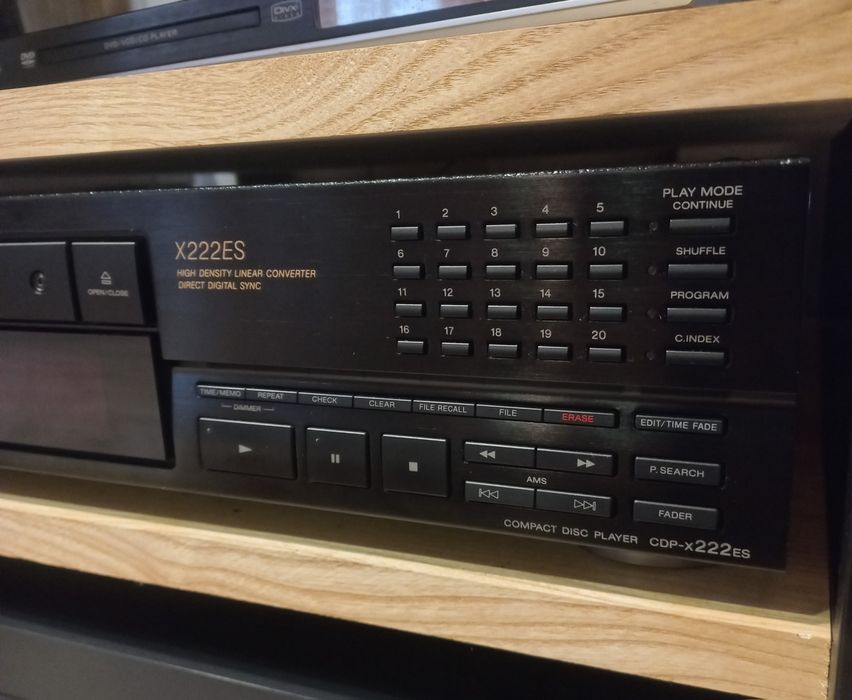 DVD
DVD/VCD/CD PLAYER
DIVX
X222ES
HIGH DENSITY LINEAR CONVERTER
DIRECT DIGITAL SYNC
OPEN/CLOSE
1 2 3 4 5
6 7 8 9 10
11 12 13 14 15
16 17 18 19 20
PLAY MODE
CONTINUE
SHUFFLE
PROGRAM
C.INDEX
TIME/MEMO REPEAT CHECK CLEAR FILE RECALL FILE ERASE EDIT/TIME FADE
DIMMER
P.SEARCH
AMS
FADER
COMPACT DISC PLAYER CDP-X222ES